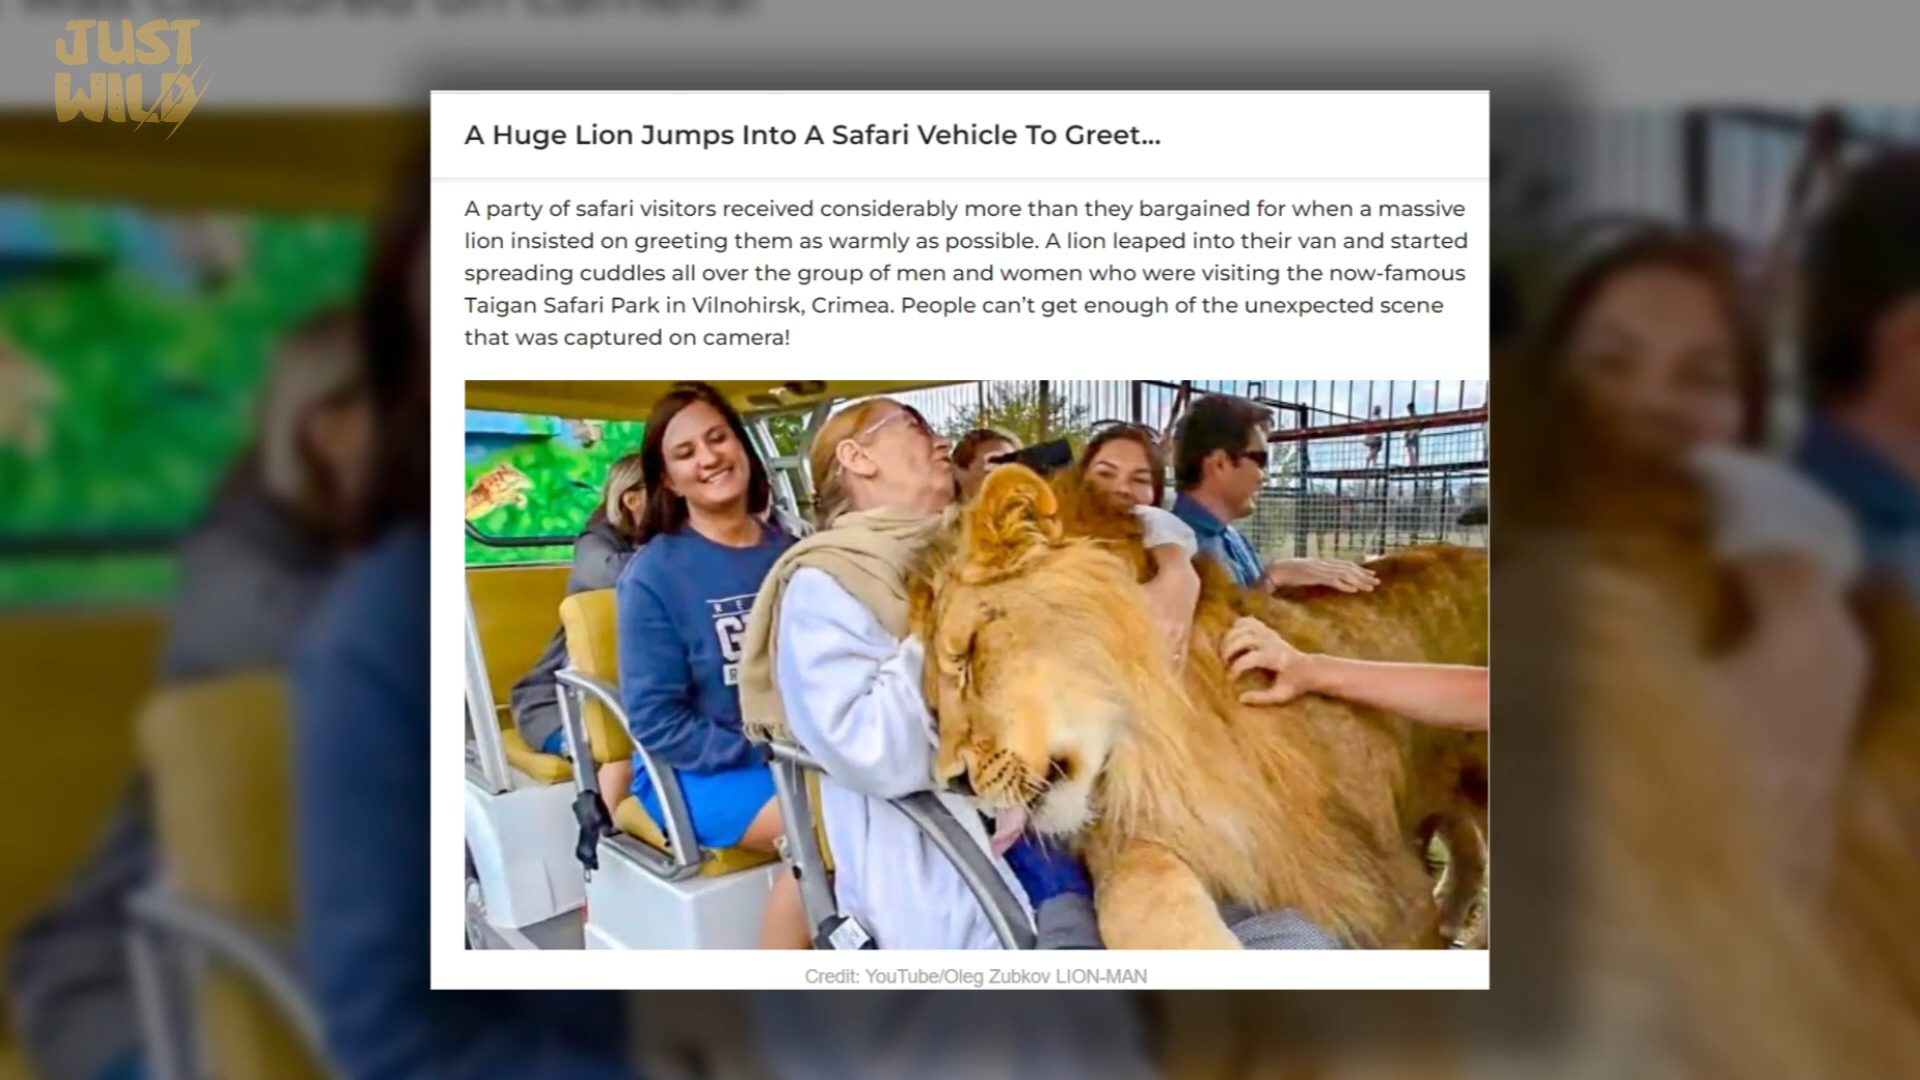 JUST
WILD
A Huge Lion Jumps Into A Safari Vehicle To Greet...
A party of safari visitors received considerably more than they bargained for when a massive
lion insisted on greeting them as warmly as possible. A lion leaped into their van and started
spreading cuddles all over the group of men and women who were visiting the now-famous
Taigan Safari Park in Vilnohirsk, Crimea. People can’t get enough of the unexpected scene
that was captured on camera!
Credit: YouTube/Oleg Zubkov LION-MAN